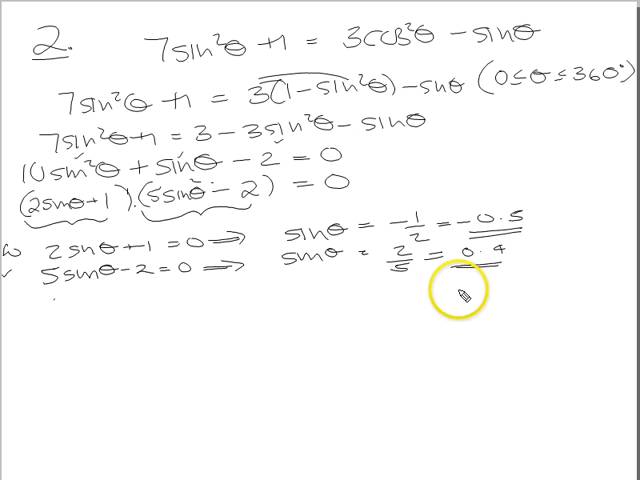 2. 7sin²θ + 1 = 3cos²θ - sinθ
7sin²θ + 1 = 3(1 - sin²θ) - sinθ (0 ≤ θ ≤ 360°)
7sin²θ + 1 = 3 - 3sin²θ - sinθ
10sin²θ + sinθ - 2 = 0
(2sinθ + 1).(5sinθ - 2) = 0
2sinθ + 1 = 0 ⟹ sinθ = -1/2 = -0.5
5sinθ - 2 = 0 ⟹ sinθ = 2/5 = 0.4